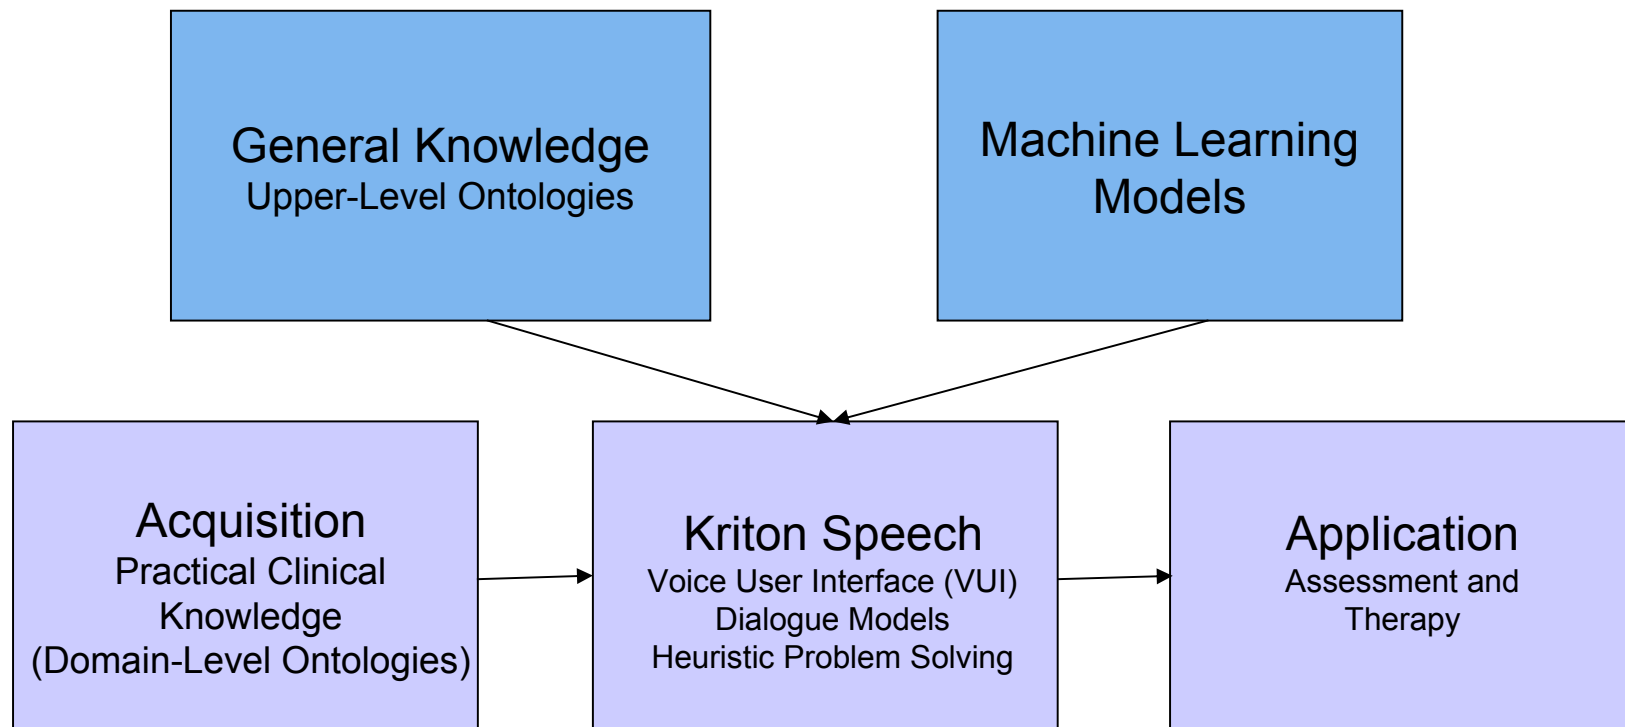 General Knowledge
Upper-Level Ontologies
Machine Learning
Models
Acquisition
Practical Clinical
Knowledge
(Domain-Level Ontologies)
Kriton Speech
Voice User Interface (VUI)
Dialogue Models
Heuristic Problem Solving
Application
Assessment and
Therapy